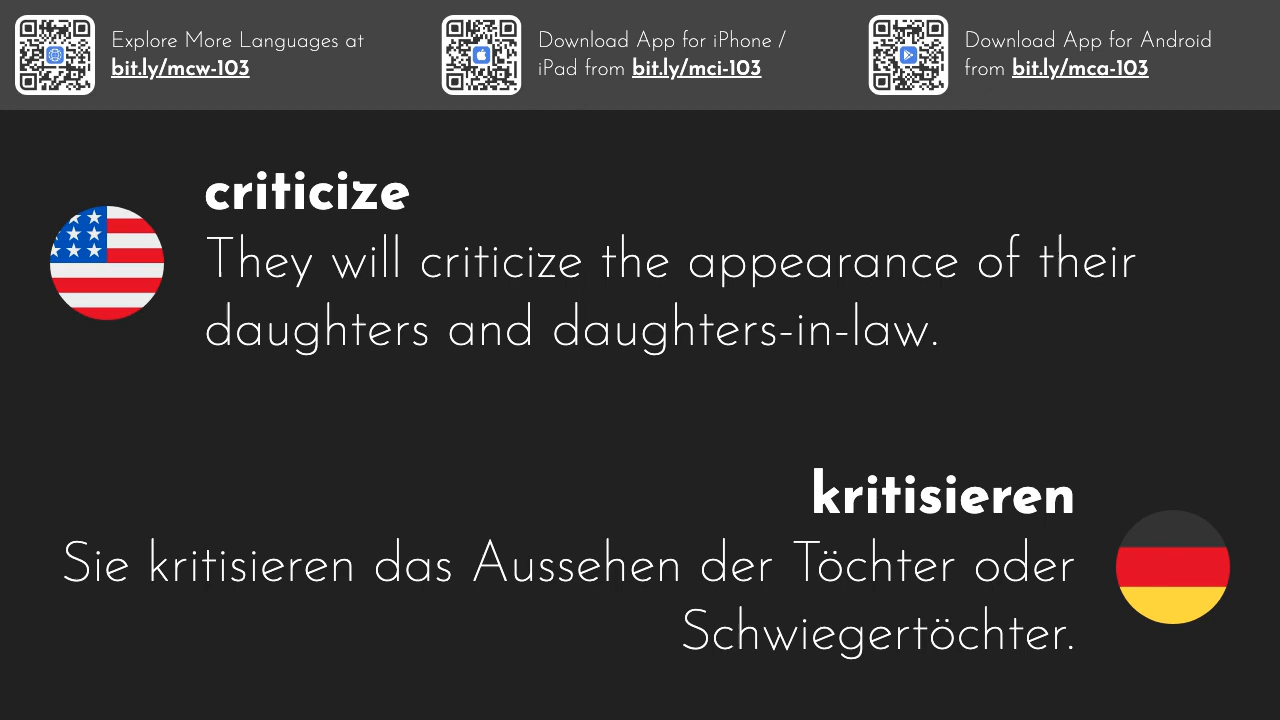 Explore More Languages at
bit.ly/mcw-103
Download App for iPhone /
iPad from bit.ly/mci-103
Download App for Android
from bit.ly/mca-103
criticize
They will criticize the appearance of their
daughters and daughters-in-law.
kritisieren
Sie kritisieren das Aussehen der Töchter oder
Schwiegertöchter.